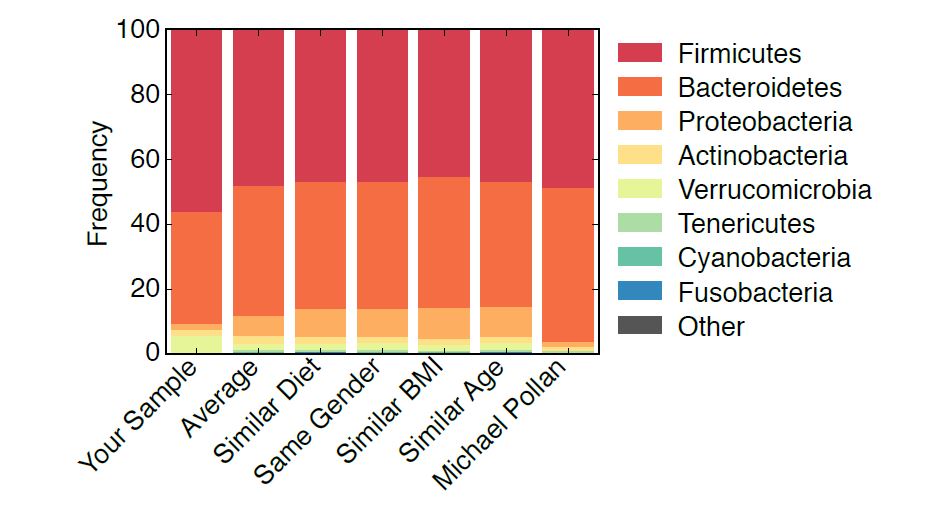 100
80
60
40
20
0
Frequency
Your Sample
Average
Similar Diet
Same Gender
Similar BMI
Similar Age
Michael Pollan
Firmicutes
Bacteroidetes
Proteobacteria
Actinobacteria
Verrucomicrobia
Tenericutes
Cyanobacteria
Fusobacteria
Other